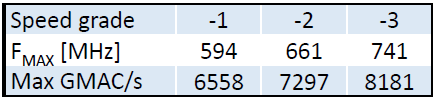 Speed grade -1 -2 -3
FMAX [MHz] 594 661 741
Max GMAC/s 6558 7297 8181